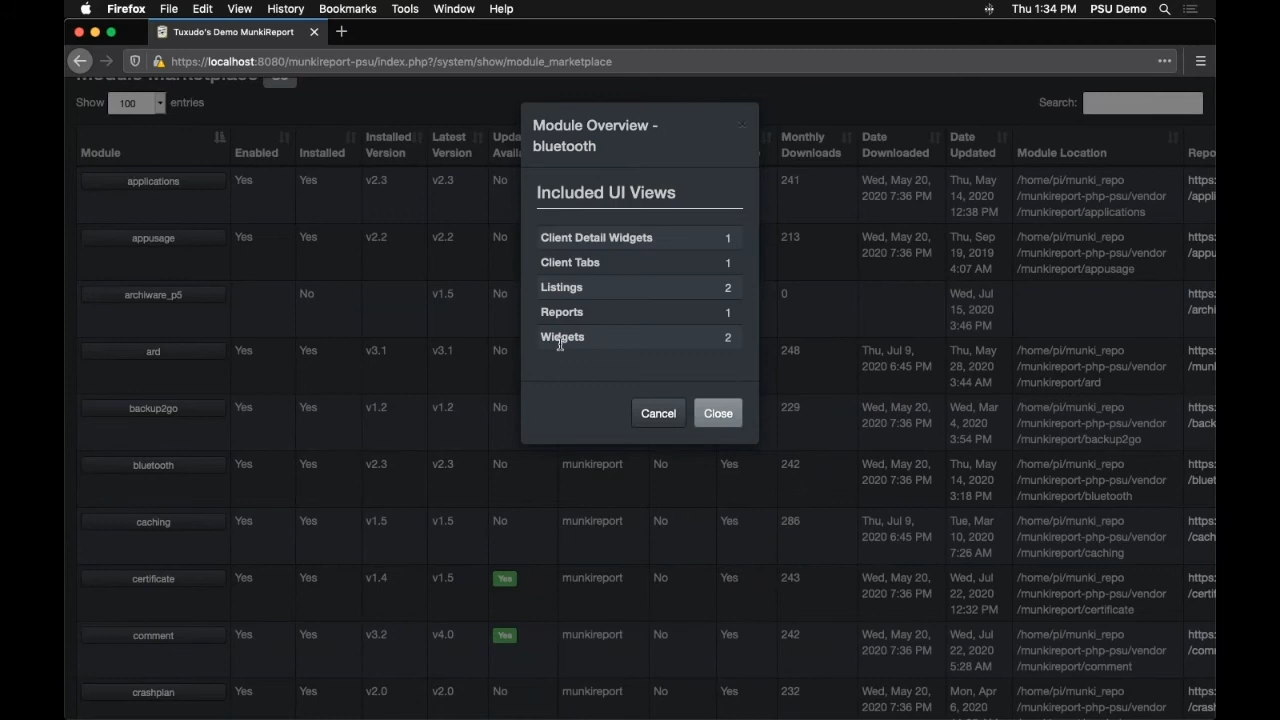 Firefox File Edit View History Bookmarks Tools Window Help Thu 1:34 PM PSU Demo
Tuxudo's Demo MunkiReport
https://localhost:8080/munkireport-psu/index.php?/system/show/module_marketplace
Module Marketplace
Show 100 entries
Search:
Module Enabled Installed Installed Version Latest Version Monthly Downloads Date Downloaded Date Updated Module Location
applications Yes Yes v2.3 v2.3 No 241 Wed, May 20, 2020 7:36 PM Thu, May 14, 2020 12:38 PM /home/pi/munki_repo/munkireport-php-psu/vendor/munkireport/applications https:
appusage Yes Yes v2.2 v2.2 No 213 Wed, May 20, 2020 7:36 PM Thu, Sep 19, 2019 4:07 AM /home/pi/munki_repo/munkireport-php-psu/vendor/munkireport/appusage https:
archiware_p5 No v1.5 0 Wed, Jul 15, 2020 3:46 PM https:
ard Yes Yes v3.1 v3.1 No 248 Thu, Jul 9, 2020 6:45 PM Thu, May 28, 2020 3:44 AM /home/pi/munki_repo/munkireport-php-psu/vendor/munkireport/ard https:
backup2go Yes Yes v1.2 v1.2 No 229 Wed, May 20, 2020 7:36 PM Wed, Mar 4, 2020 3:54 PM /home/pi/munki_repo/munkireport-php-psu/vendor/munkireport/backup2go https:
bluetooth Yes Yes v2.3 v2.3 No munkireport No Yes 242 Wed, May 20, 2020 7:36 PM Thu, May 14, 2020 3:18 PM /home/pi/munki_repo/munkireport-php-psu/vendor/munkireport/bluetooth https:
caching Yes Yes v1.5 v1.5 No munkireport No Yes 286 Thu, Jul 9, 2020 6:45 PM Tue, Mar 10, 2020 7:26 AM /home/pi/munki_repo/munkireport-php-psu/vendor/munkireport/caching https:
certificate Yes Yes v1.4 v1.5 Yes munkireport No Yes 243 Wed, May 20, 2020 7:36 PM Wed, Jul 22, 2020 12:32 PM /home/pi/munki_repo/munkireport-php-psu/vendor/munkireport/certificate https:
comment Yes Yes v3.2 v4.0 Yes munkireport No Yes 242 Wed, May 20, 2020 7:36 PM Wed, Jul 22, 2020 5:28 AM /home/pi/munki_repo/munkireport-php-psu/vendor/munkireport/comment https:
crashplan Yes Yes v2.0 v2.0 No munkireport No Yes 232 Wed, May 20, 2020 7:36 PM Mon, Apr 6, 2020 /home/pi/munki_repo/munkireport-php-psu/vendor https:
Module Overview -
bluetooth
Included UI Views
Client Detail Widgets 1
Client Tabs 1
Listings 2
Reports 1
Widgets 2
Cancel Close